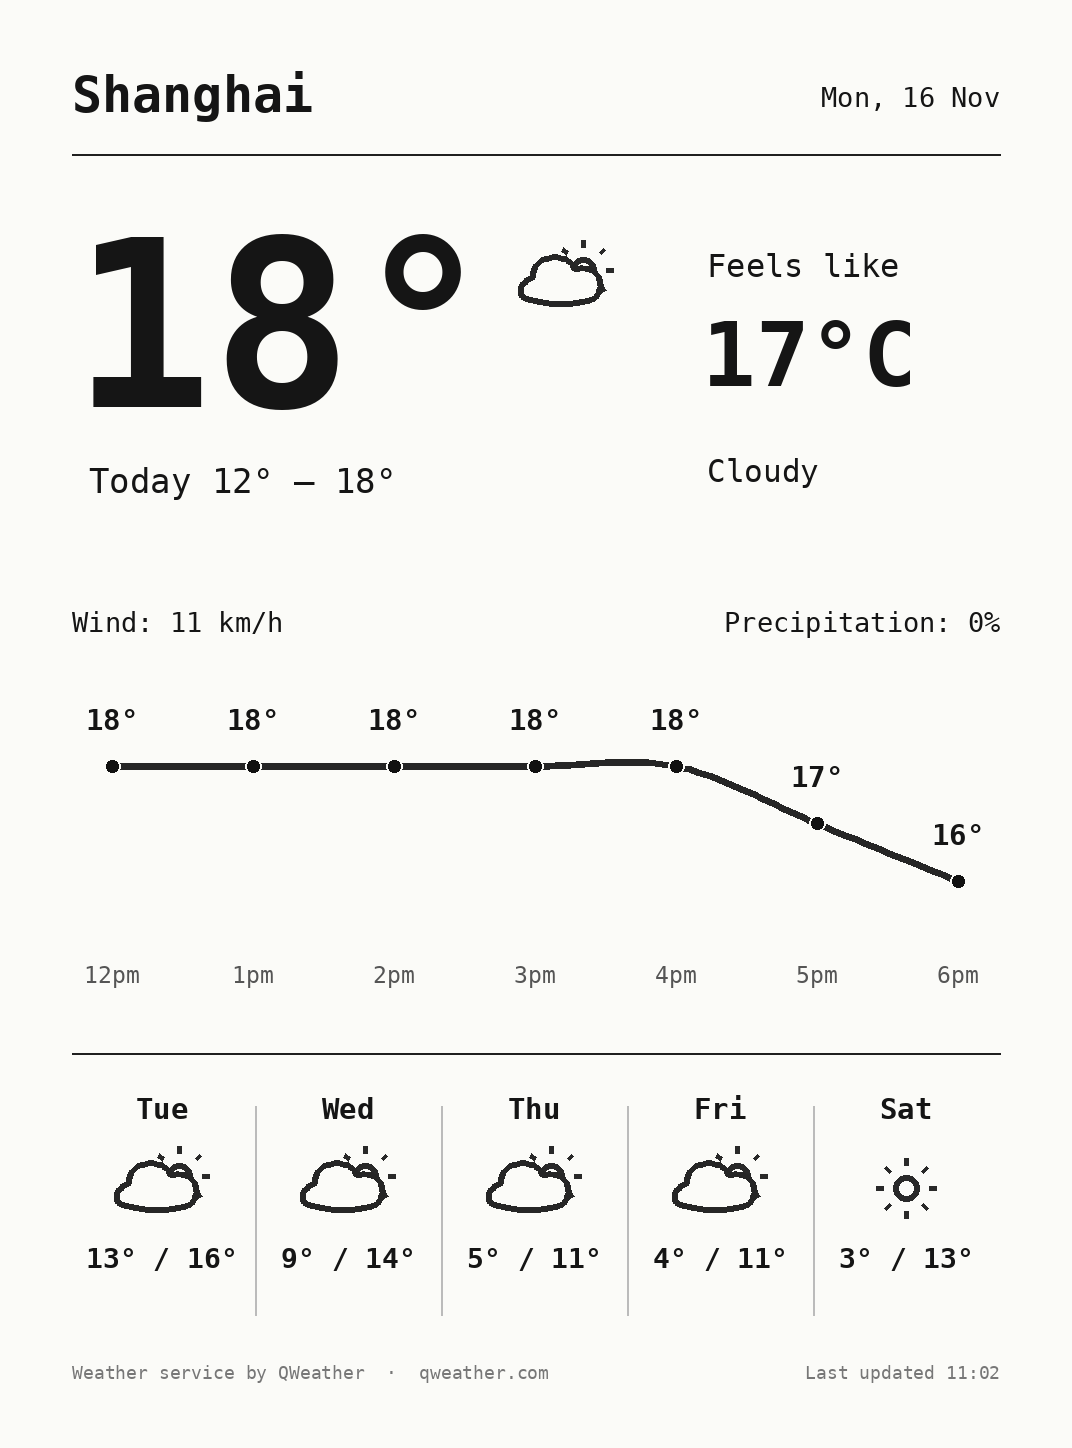 Shanghai
Mon, 16 Nov
18°
Feels like
17°C
Today 12° — 18°
Cloudy
Wind: 11 km/h
Precipitation: 0%
18° 18° 18° 18° 18° 17° 16°
12pm 1pm 2pm 3pm 4pm 5pm 6pm
Tue Wed Thu Fri Sat
13° / 16° 9° / 14° 5° / 11° 4° / 11° 3° / 13°
Weather service by QWeather · qweather.com
Last updated 11:02